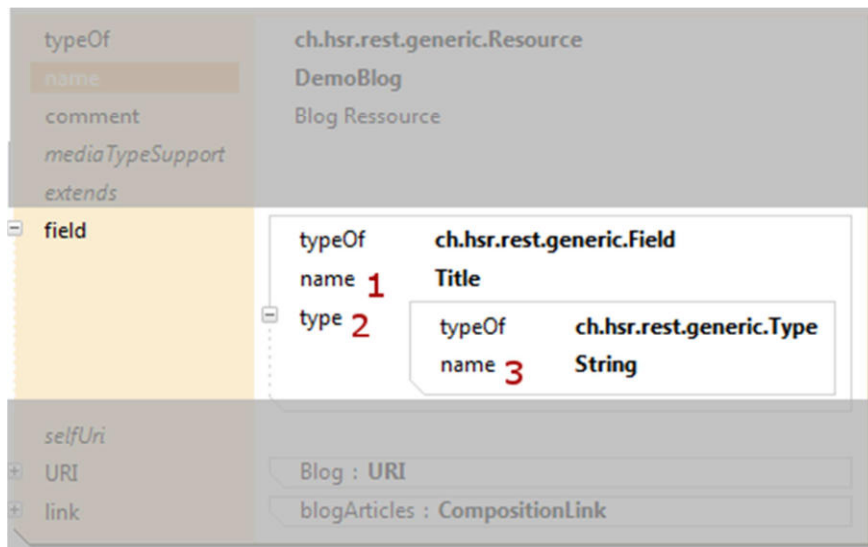 typeOf ch.hsr.rest.generic.Resource
name DemoBlog
comment Blog Ressource
mediaTypeSupport
extends
field
typeOf ch.hsr.rest.generic.Field
name 1 Title
type 2
typeOf ch.hsr.rest.generic.Type
name 3 String
selfUri
URI Blog : URI
link blogArticles : CompositionLink